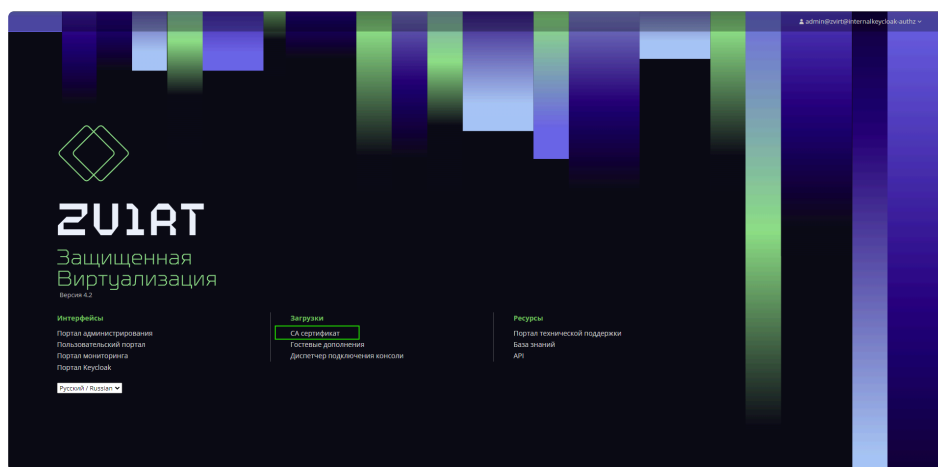 admin@zvirt@internalkeycloak-authz
ZVIRT
Защищенная
Виртуализация
Версия 4.2
Интерфейсы
Портал администрирования
Пользовательский портал
Портал мониторинга
Портал Keycloak
Русский / Russian
Загрузки
CA сертификат
Гостевые дополнения
Диспетчер подключения консоли
Ресурсы
Портал технической поддержки
База знаний
API